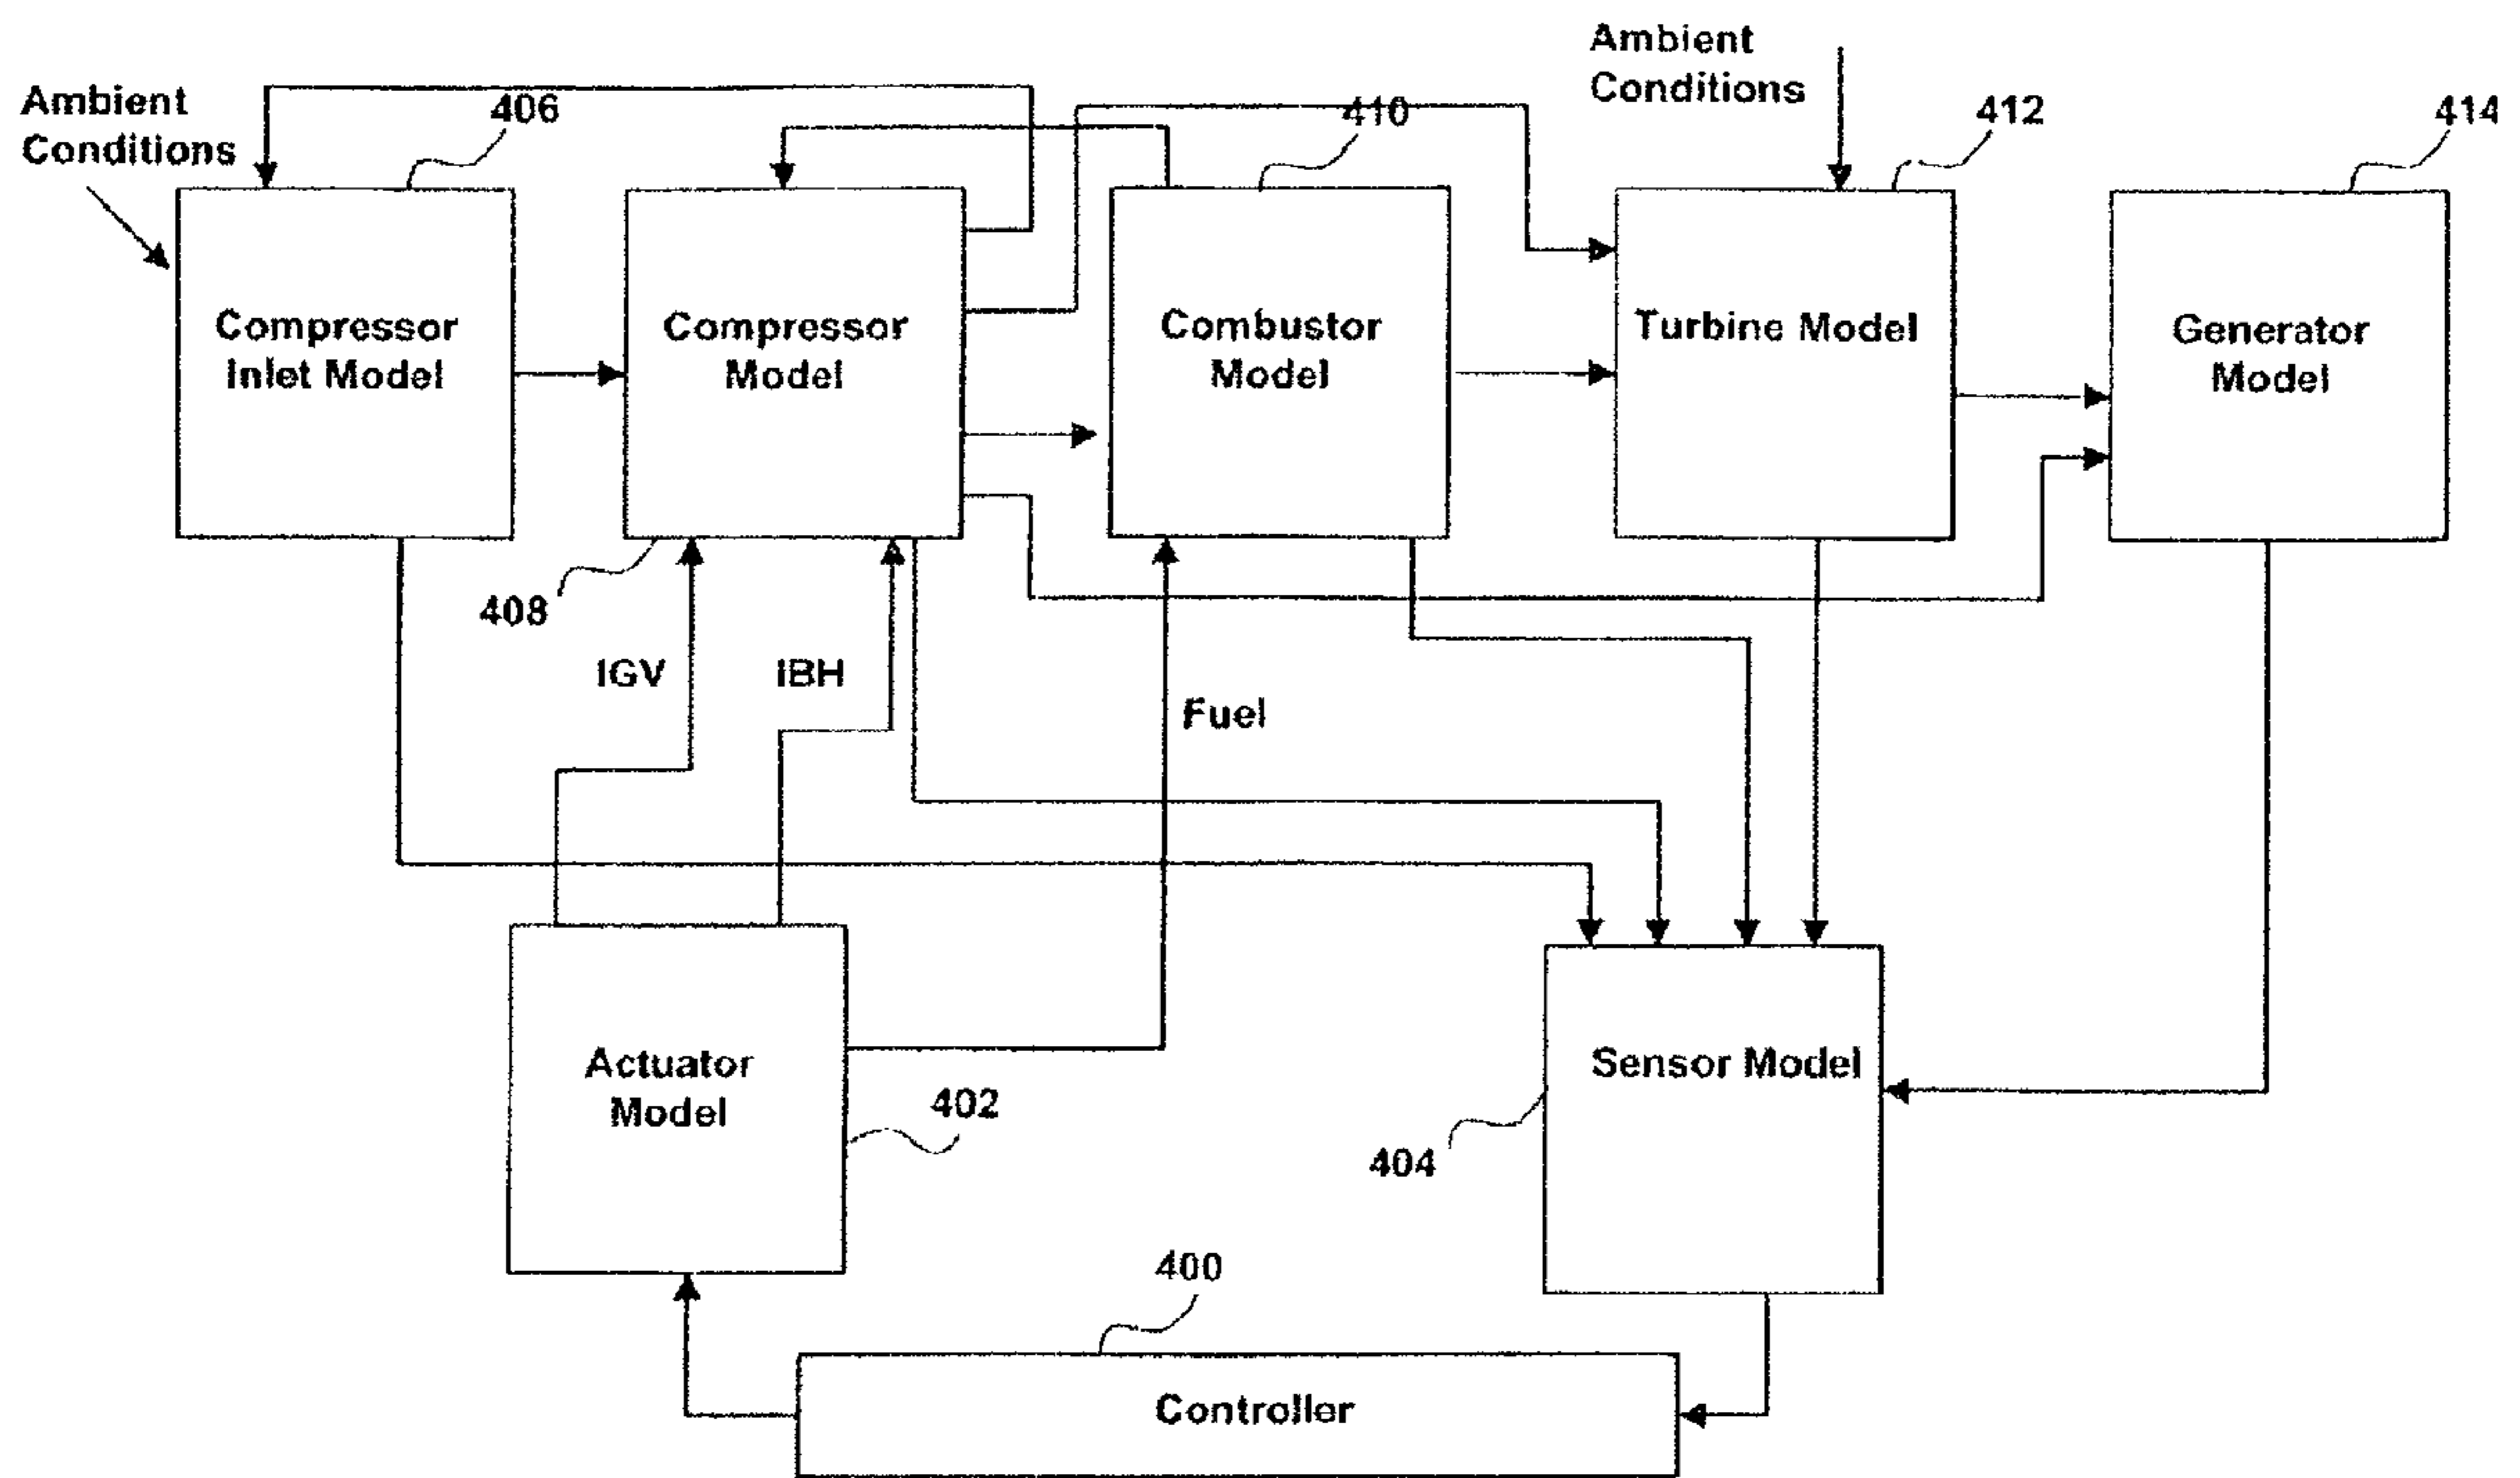 Ambient
Conditions
Ambient
Conditions
406
410
412
414
Compressor
Inlet Model
Compressor
Model
Combustor
Model
Turbine Model
Generator
Model
408
IGV
IBH
Fuel
Actuator
Model
402
Sensor Model
404
400
Controller